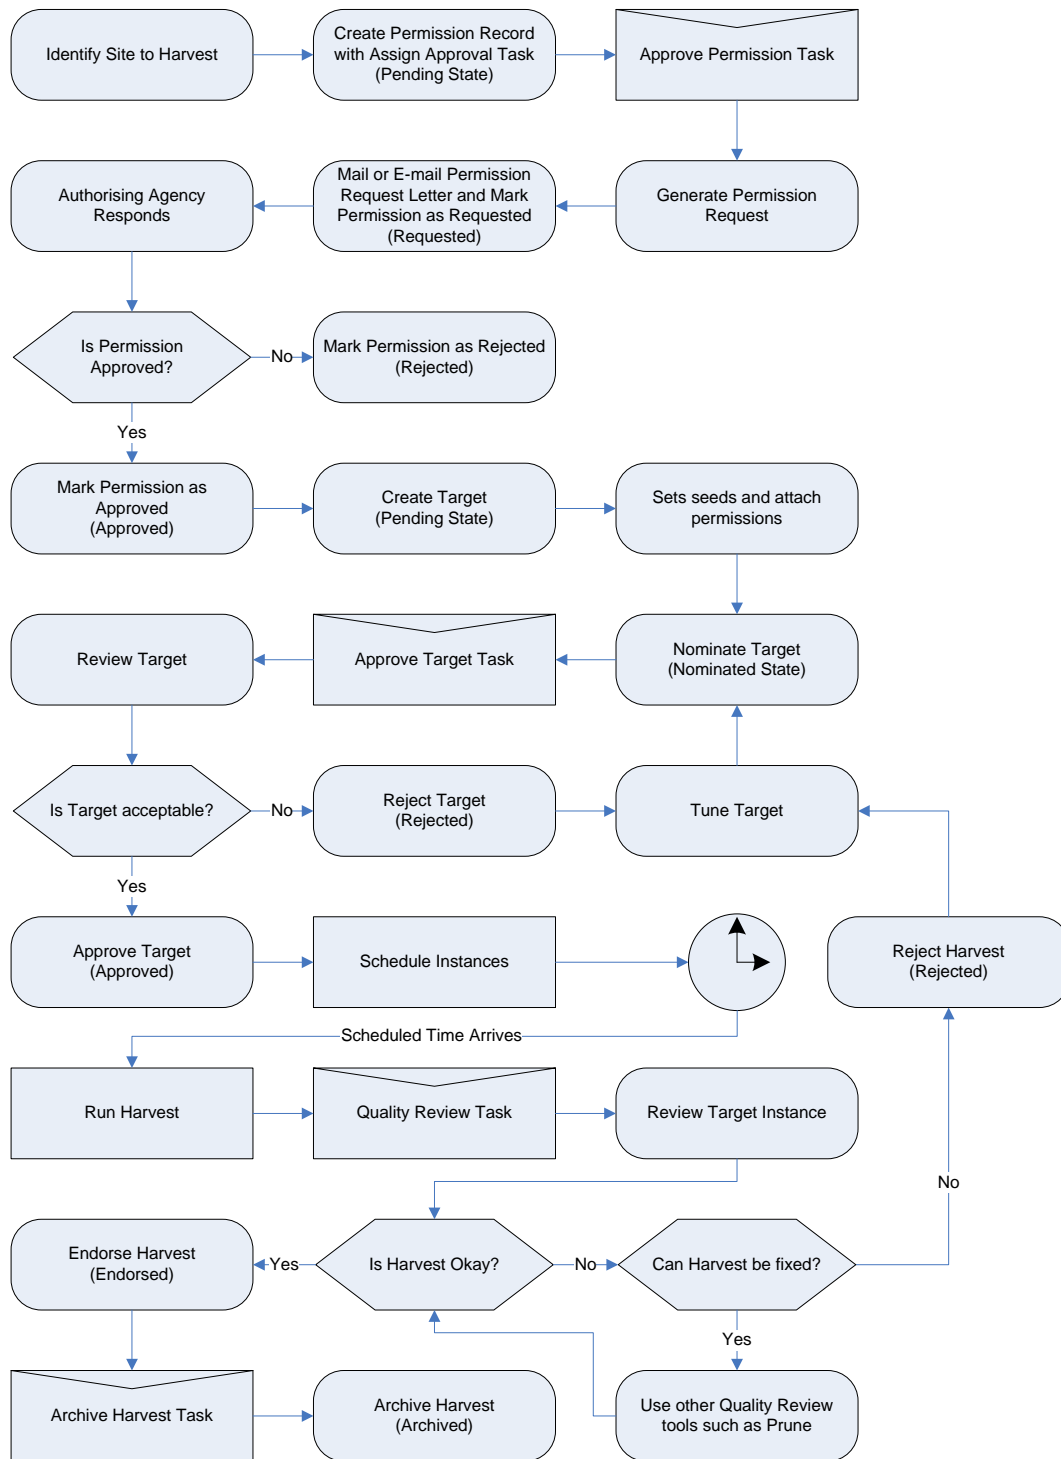 Identify Site to Harvest
Create Permission Record
with Assign Approval Task
(Pending State)
Approve Permission Task
Authorising Agency
Responds
Mail or E-mail Permission
Request Letter and Mark
Permission as Requested
(Requested)
Generate Permission
Request
Is Permission
Approved?
No
Mark Permission as Rejected
(Rejected)
Yes
Mark Permission as
Approved
(Approved)
Create Target
(Pending State)
Sets seeds and attach
permissions
Review Target
Approve Target Task
Nominate Target
(Nominated State)
Is Target acceptable?
No
Reject Target
(Rejected)
Tune Target
Yes
Approve Target
(Approved)
Schedule Instances
Reject Harvest
(Rejected)
Scheduled Time Arrives
Run Harvest
Quality Review Task
Review Target Instance
No
Endorse Harvest
(Endorsed)
Yes
Is Harvest Okay?
No
Can Harvest be fixed?
Yes
Archive Harvest Task
Archive Harvest
(Archived)
Use other Quality Review
tools such as Prune